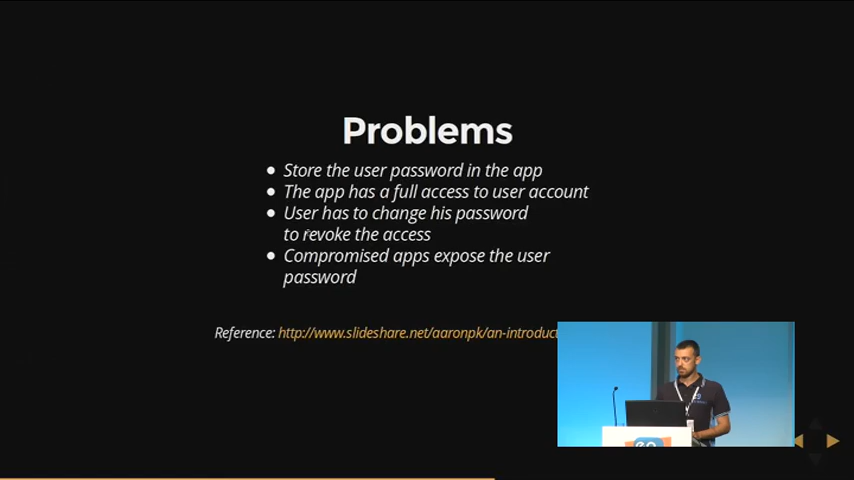 Problems
Store the user password in the app
The app has a full access to user account
User has to change his password
to revoke the access
Compromised apps expose the user
password
Reference: http://www.slideshare.net/aaronpk/an-introduct